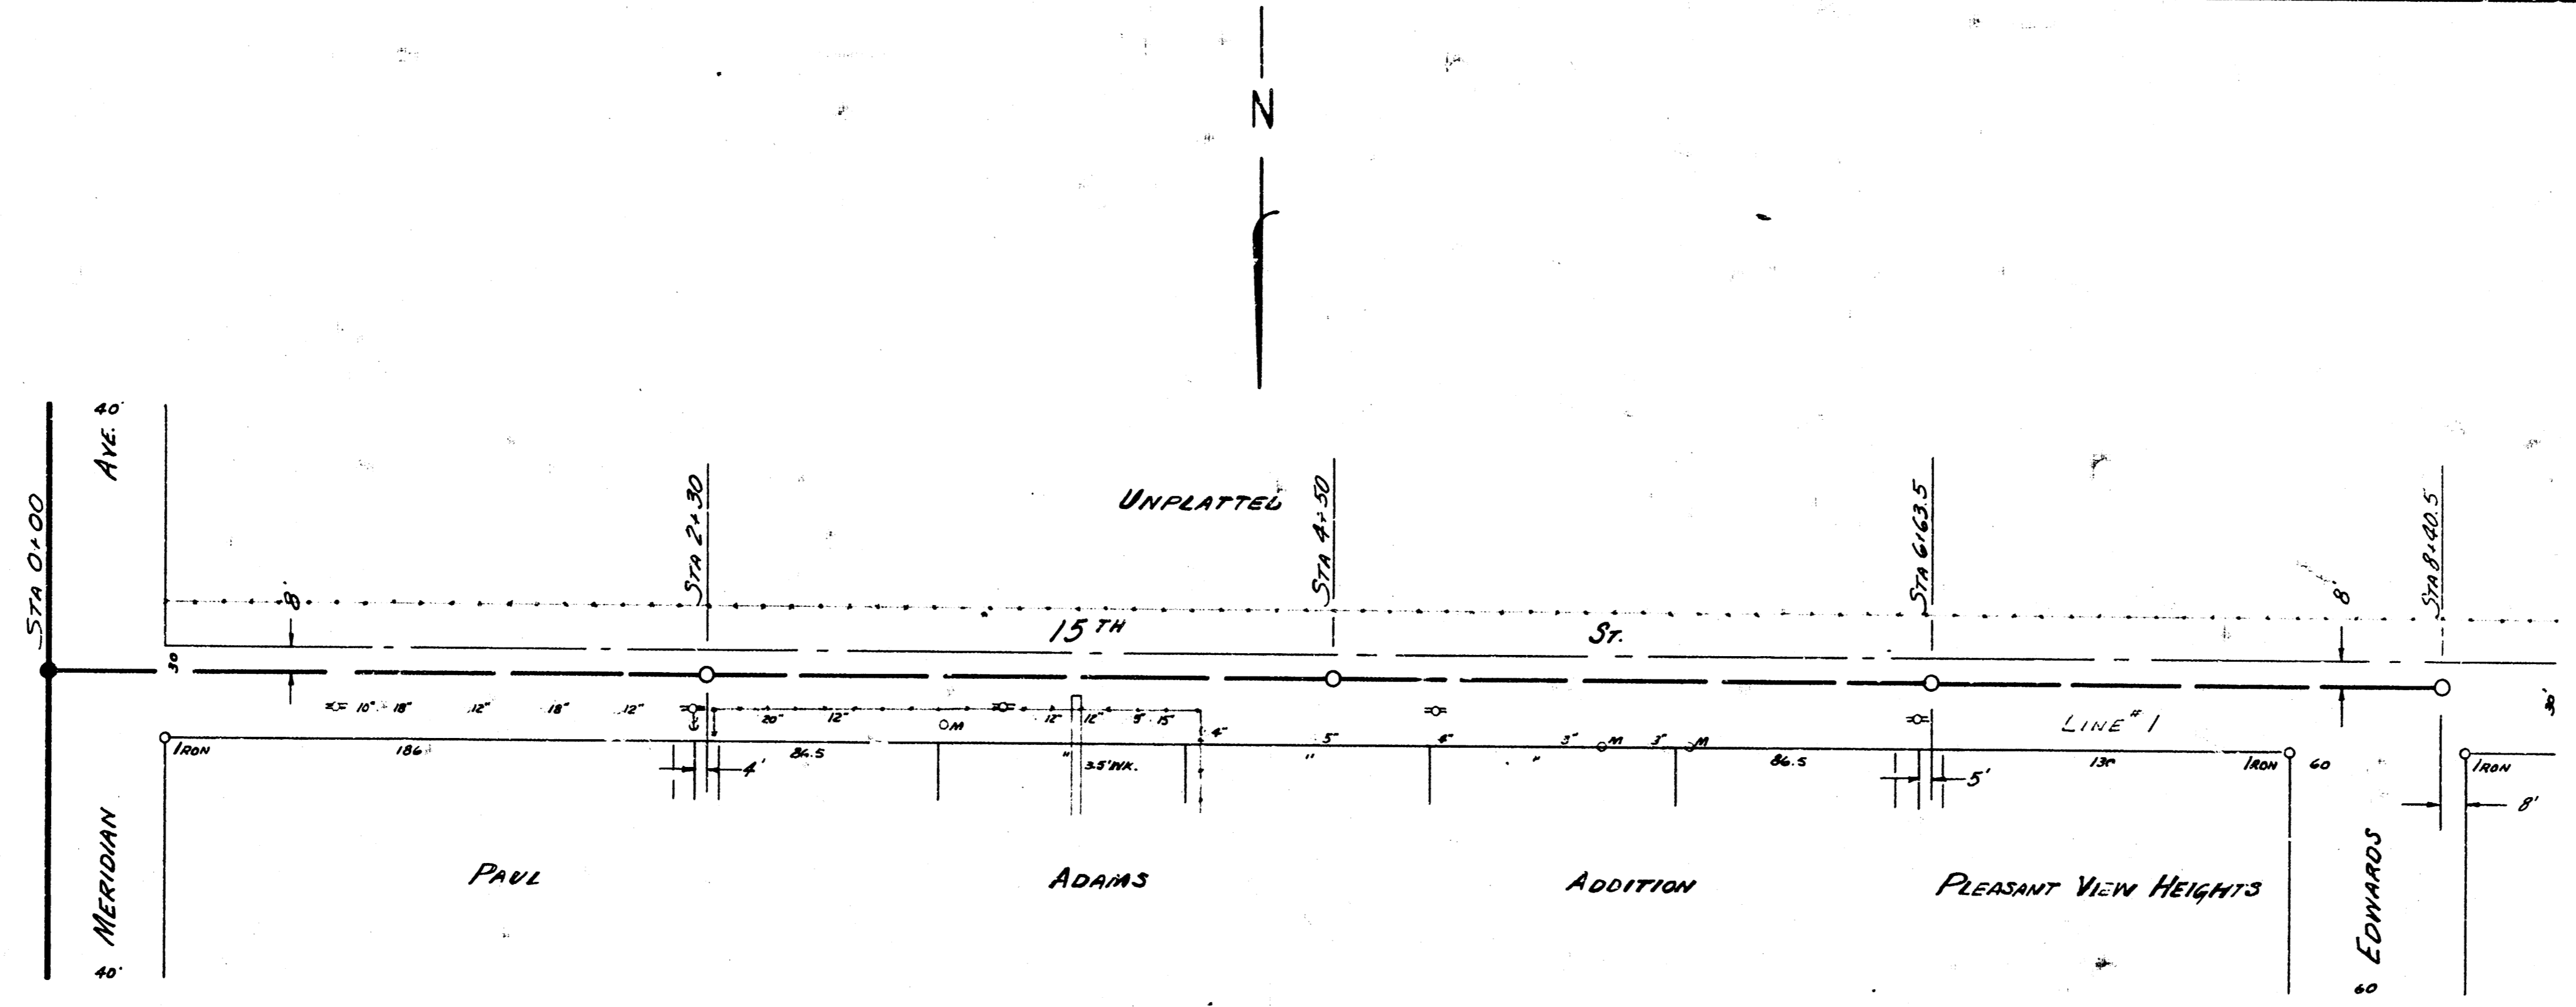 N
40'
AVE.
STA 0+00
STA 2+30
UNPLATTED
STA 4+50
STA 6+63.5
STA 8+40.5
8'
8'
15TH ST.
30
30'
10" 18" 12" 18" 12"
20" 12" 12" 12" 5" 15"
4"
M
LINE #1
IRON
186
4'
86.5
"
3.5' WK.
"
5"
4"
"
3" M 3" M
86.5
5'
IRON
60
IRON
8'
MERIDIAN
PAUL ADAMS ADDITION
PLEASANT VIEW HEIGHTS
EDWARDS
40'
60